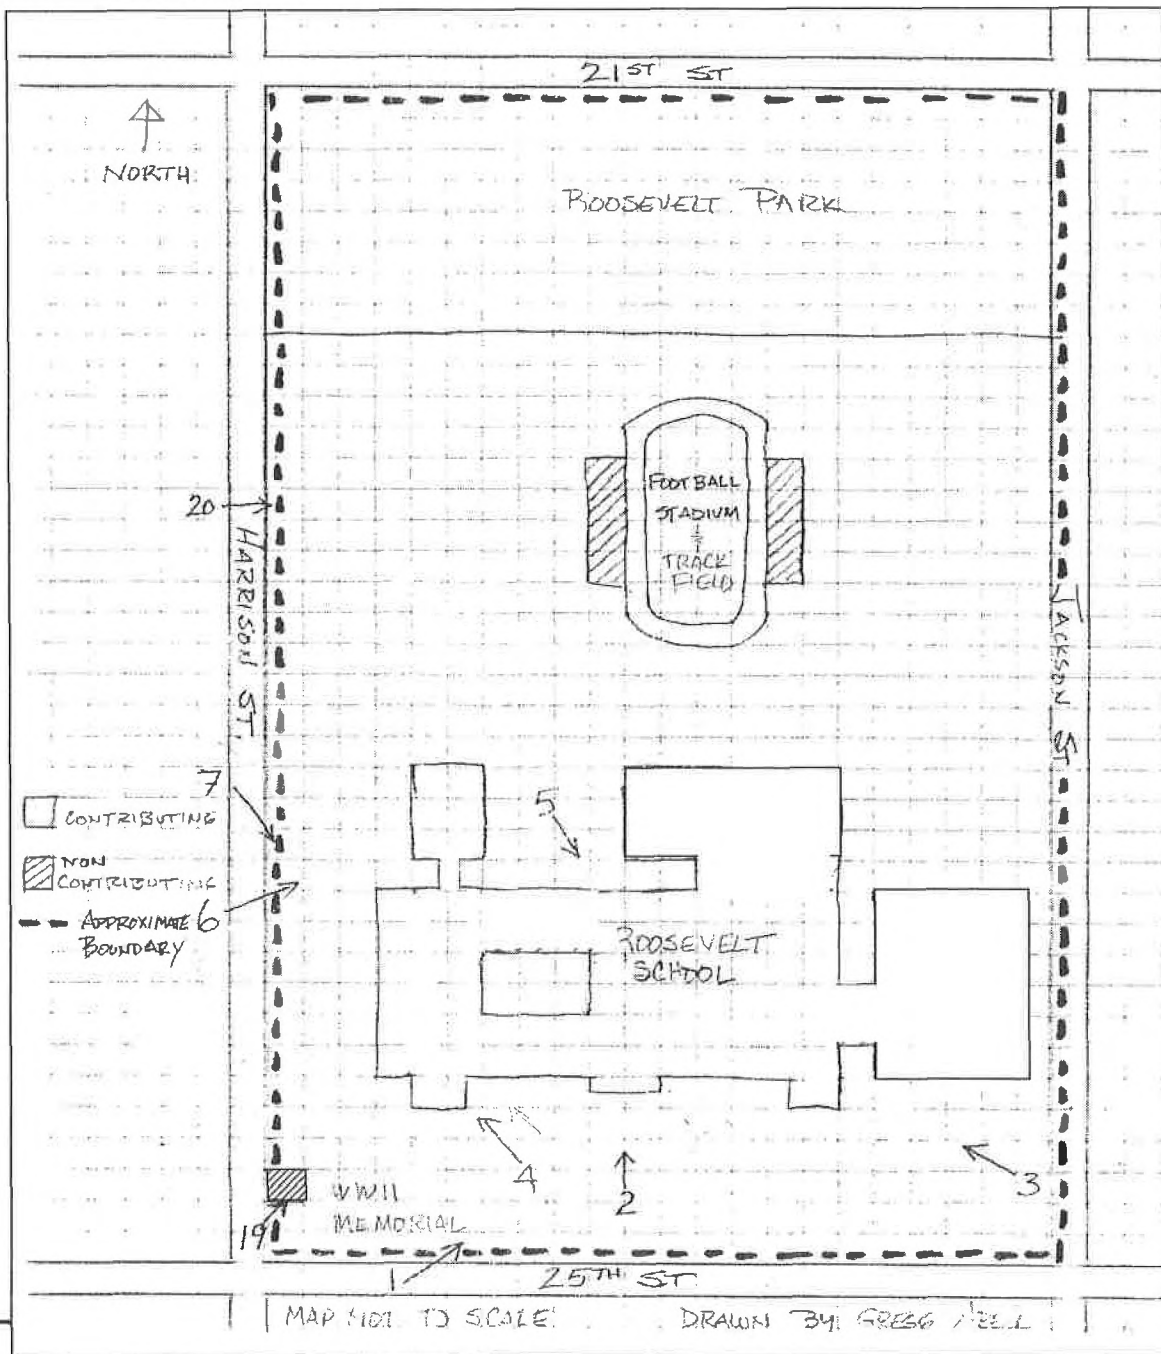 21ST ST
NORTH
ROOSEVELT PARK
FOOTBALL
STADIUM
&
TRACK
FIELD
20
HARRISON ST.
JACKSON ST
7
5
CONTRIBUTING
NON
CONTRIBUTING
APPROXIMATE
BOUNDARY
6
ROOSEVELT
SCHOOL
4
2
3
WWII
MEMORIAL
19
1
25TH ST
MAP NOT TO SCALE
DRAWN BY: GREGG